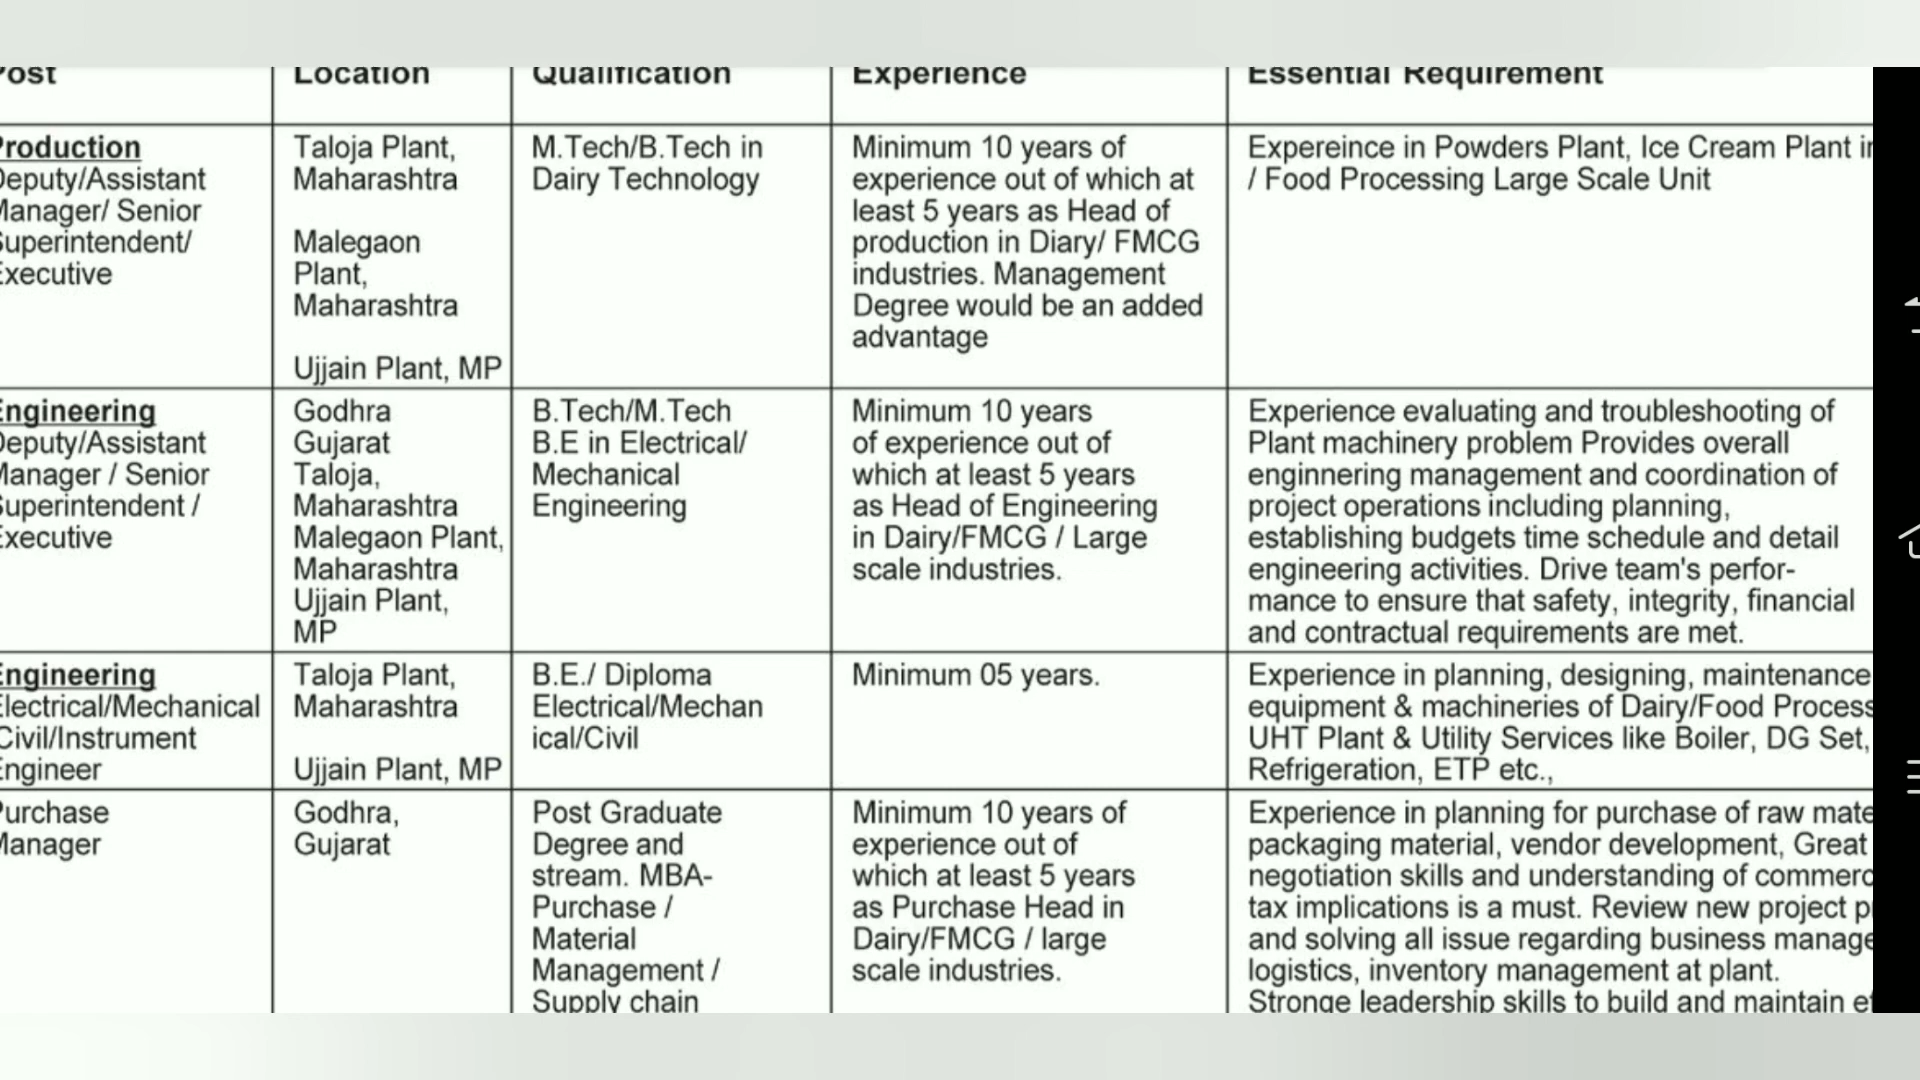 Post Location Qualification Experience Essential Requirement
Production
Deputy/Assistant
Manager/ Senior
Superintendent/
Executive
Taloja Plant,
Maharashtra
Malegaon
Plant,
Maharashtra
Ujjain Plant, MP
M.Tech/B.Tech in
Dairy Technology
Minimum 10 years of
experience out of which at
least 5 years as Head of
production in Diary/ FMCG
industries. Management
Degree would be an added
advantage
Expereince in Powders Plant, Ice Cream Plant in
/ Food Processing Large Scale Unit
Engineering
Deputy/Assistant
Manager / Senior
Superintendent /
Executive
Godhra
Gujarat
Taloja,
Maharashtra
Malegaon Plant,
Maharashtra
Ujjain Plant,
MP
B.Tech/M.Tech
B.E in Electrical/
Mechanical
Engineering
Minimum 10 years
of experience out of
which at least 5 years
as Head of Engineering
in Dairy/FMCG / Large
scale industries.
Experience evaluating and troubleshooting of
Plant machinery problem Provides overall
enginnering management and coordination of
project operations including planning,
establishing budgets time schedule and detail
engineering activities. Drive team's perfor-
mance to ensure that safety, integrity, financial
and contractual requirements are met.
Engineering
Electrical/Mechanical
Civil/Instrument
Engineer
Taloja Plant,
Maharashtra
Ujjain Plant, MP
B.E./ Diploma
Electrical/Mechan
ical/Civil
Minimum 05 years.
Experience in planning, designing, maintenance
equipment & machineries of Dairy/Food Process
UHT Plant & Utility Services like Boiler, DG Set,
Refrigeration, ETP etc.,
Purchase
Manager
Godhra,
Gujarat
Post Graduate
Degree and
stream. MBA-
Purchase /
Material
Management /
Supply chain
Minimum 10 years of
experience out of
which at least 5 years
as Purchase Head in
Dairy/FMCG / large
scale industries.
Experience in planning for purchase of raw
packaging material, vendor development, Great
negotiation skills and understanding of
tax implications is a must. Review new project
and solving all issue regarding business
logistics, inventory management at plant.
Stronge leadership skills to build and maintain